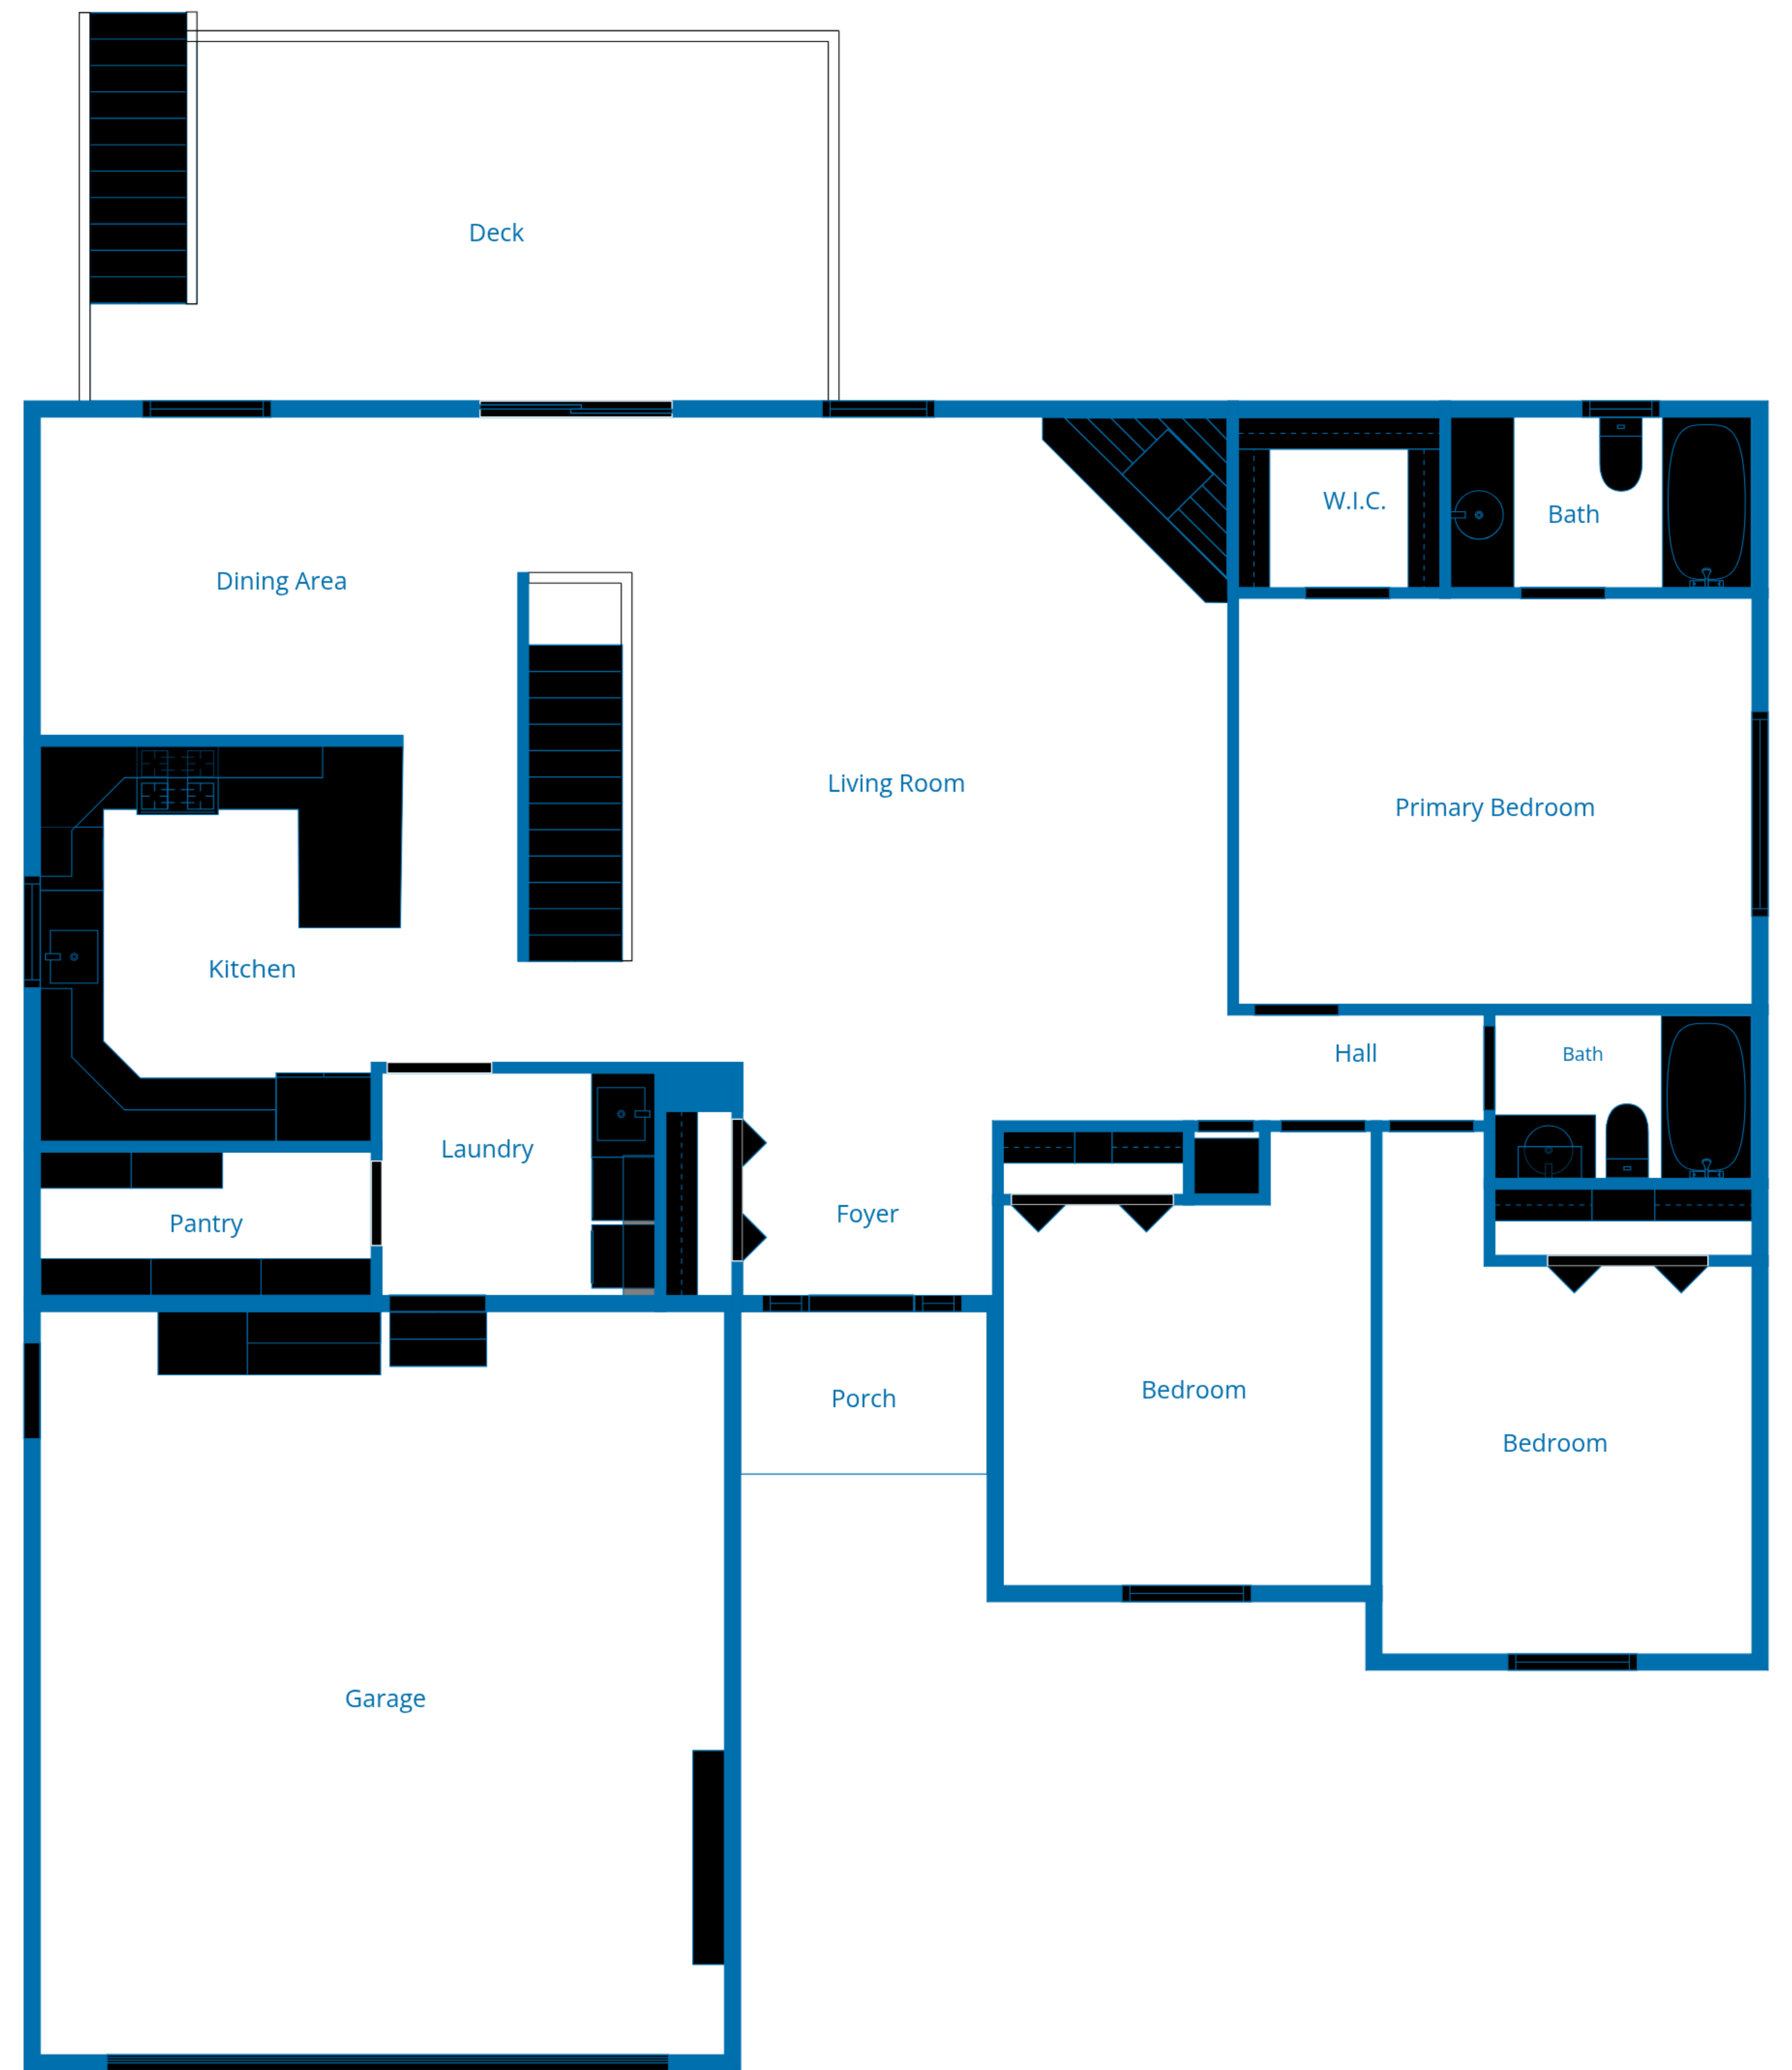 Deck
W.I.C.
Bath
Dining Area
Living Room
Primary Bedroom
Kitchen
Hall
Bath
Laundry
Pantry
Foyer
Bedroom
Porch
Bedroom
Garage